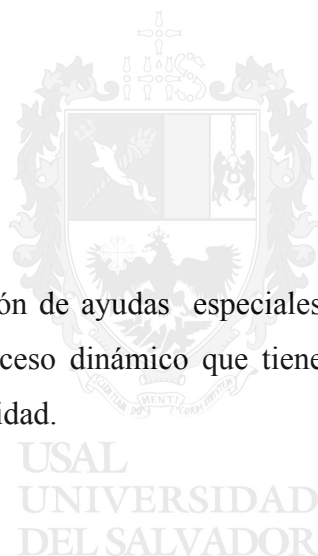 ón de ayudas especiales
ceso dinámico que tiene
idad.
USAL
UNIVERSIDAD
DEL SALVADOR